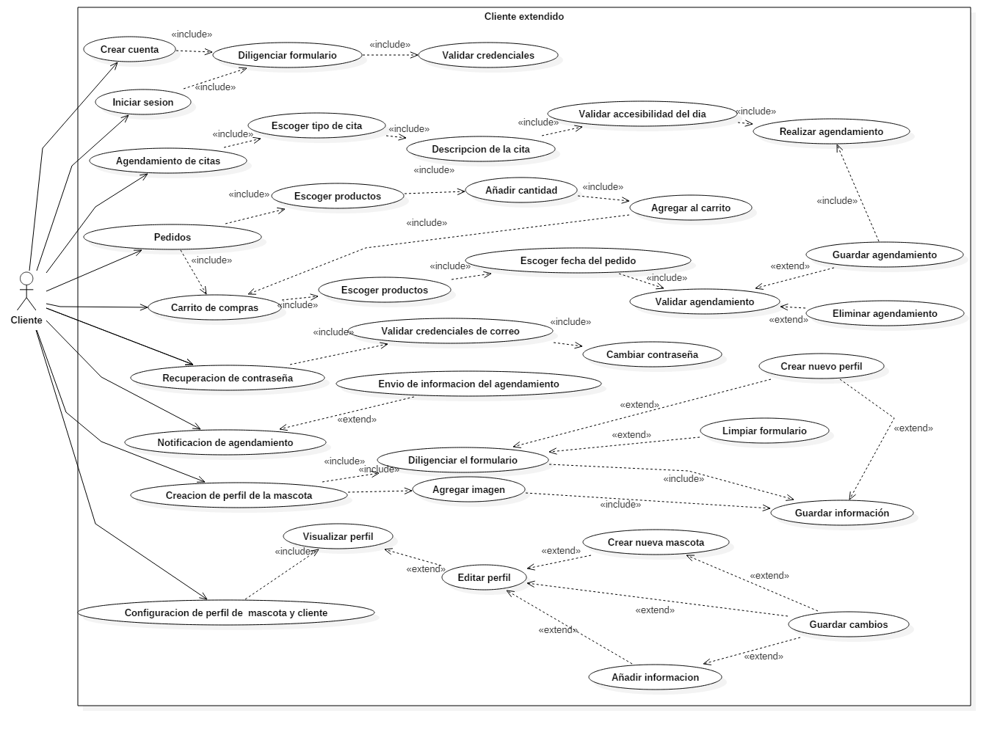 Cliente extendido
«include»
Crear cuenta
Diligenciar formulario
«include»
Validar credenciales
«include»
Iniciar sesion
Escoger tipo de cita
«include»
«include»
Descripcion de la cita
«include»
Validar accesibilidad del dia
«include»
Realizar agendamiento
Agendamiento de citas
«include»
«include»
Escoger productos
Añadir cantidad
«include»
Agregar al carrito
«include»
«include»
Pedidos
«include»
Guardar agendamiento
Escoger fecha del pedido
«include»
«extend»
«include»
Escoger productos
Validar agendamiento
Carrito de compras
«include»
Eliminar agendamiento
«extend»
Cliente
«include»
Validar credenciales de correo
«include»
Cambiar contraseña
Crear nuevo perfil
Recuperacion de contraseña
Envio de informacion del agendamiento
«extend»
«extend»
Limpiar formulario
«extend»
«extend»
Notificacion de agendamiento
«include»
Diligenciar el formulario
«include»
«include»
Agregar imagen
Creacion de perfil de la mascota
«include»
Guardar información
Visualizar perfil
«include»
Crear nueva mascota
«extend»
«extend»
Editar perfil
«extend»
Configuracion de perfil de  mascota y cliente
«extend»
Guardar cambios
«extend»
«extend»
Añadir informacion